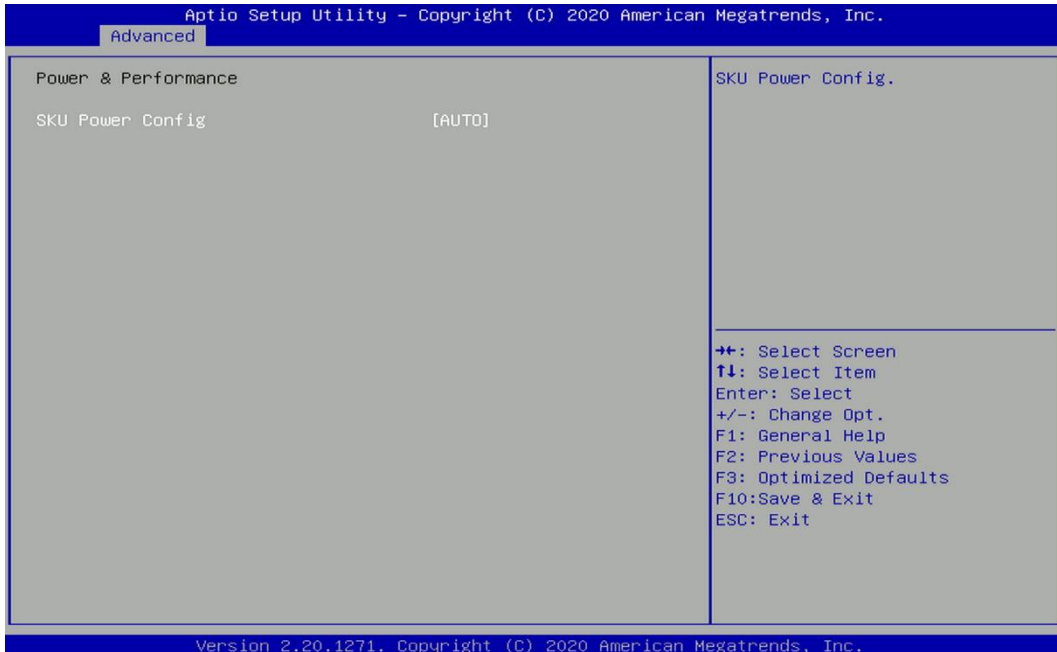 Aptio Setup Utility – Copyright (C) 2020 American Megatrends, Inc.
Advanced
Power & Performance
SKU Power Config [AUTO]
SKU Power Config.
→←: Select Screen
↑↓: Select Item
Enter: Select
+/-: Change Opt.
F1: General Help
F2: Previous Values
F3: Optimized Defaults
F10:Save & Exit
ESC: Exit
Version 2.20.1271. Copyright (C) 2020 American Megatrends, Inc.